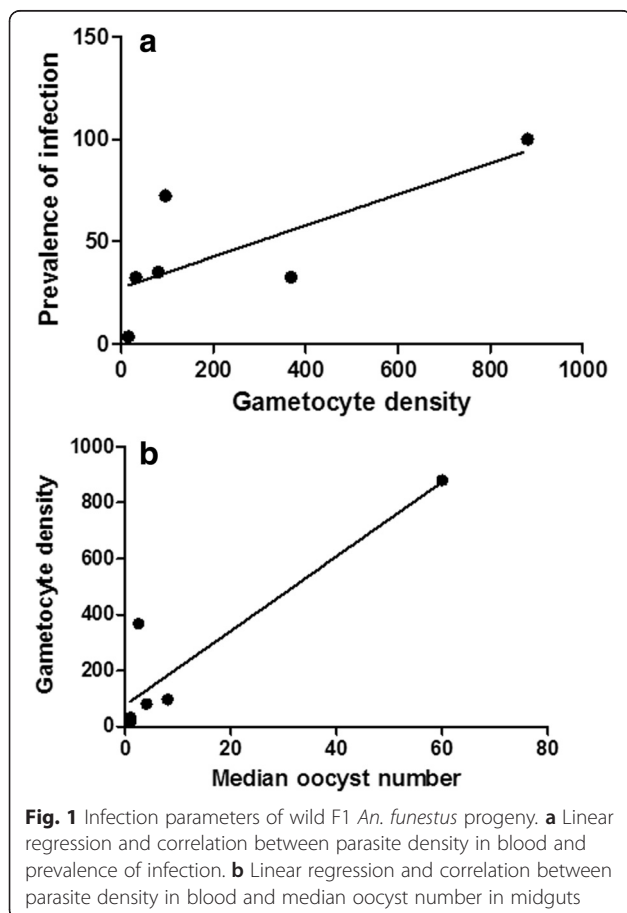 a
150
100
50
0
Prevalence of infection
0 200 400 600 800 1000
Gametocyte density
b
1000
800
600
400
200
0
Gametocyte density
0 20 40 60 80
Median oocyst number
Fig. 1 Infection parameters of wild F1 An. funestus progeny. a Linear
regression and correlation between parasite density in blood and
prevalence of infection. b Linear regression and correlation between
parasite density in blood and median oocyst number in midguts